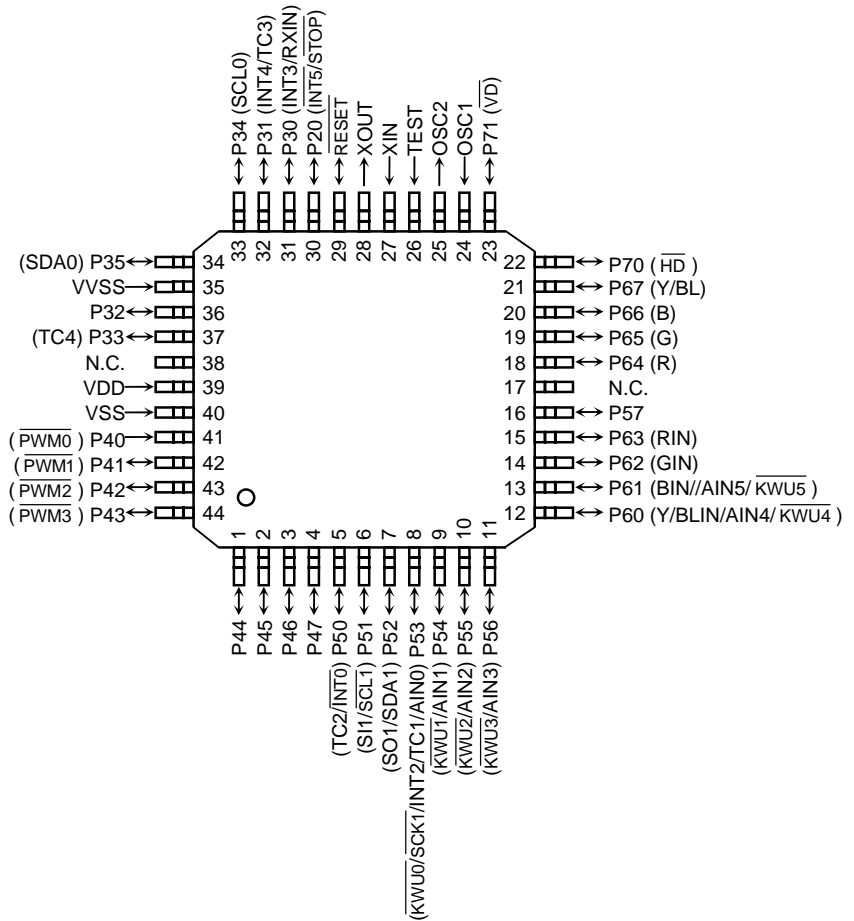 P34 (SCL0)
P31 (INT4/TC3)
P30 (INT3/RXIN)
P20 (INT5/STOP)
RESET
XOUT
XIN
TEST
OSC2
OSC1
P71 (VD)
33 32 31 30 29 28 27 26 25 24 23
(SDA0) P35 34
VVSS 35
P32 36
(TC4) P33 37
N.C. 38
VDD 39
VSS 40
(PWM0) P40 41
(PWM1) P41 42
(PWM2) P42 43
(PWM3) P43 44
22 P70 (HD)
21 P67 (Y/BL)
20 P66 (B)
19 P65 (G)
18 P64 (R)
17 N.C.
16 P57
15 P63 (RIN)
14 P62 (GIN)
13 P61 (BIN//AIN5/KWU5)
12 P60 (Y/BLIN/AIN4/KWU4)
1 2 3 4 5 6 7 8 9 10 11
P44
P45
P46
P47
(TC2/INT0) P50
(SI1/SCL1) P51
(SO1/SDA1) P52
(KWU0/SCK1/INT2/TC1/AIN0) P53
(KWU1/AIN1) P54
(KWU2/AIN2) P55
(KWU3/AIN3) P56